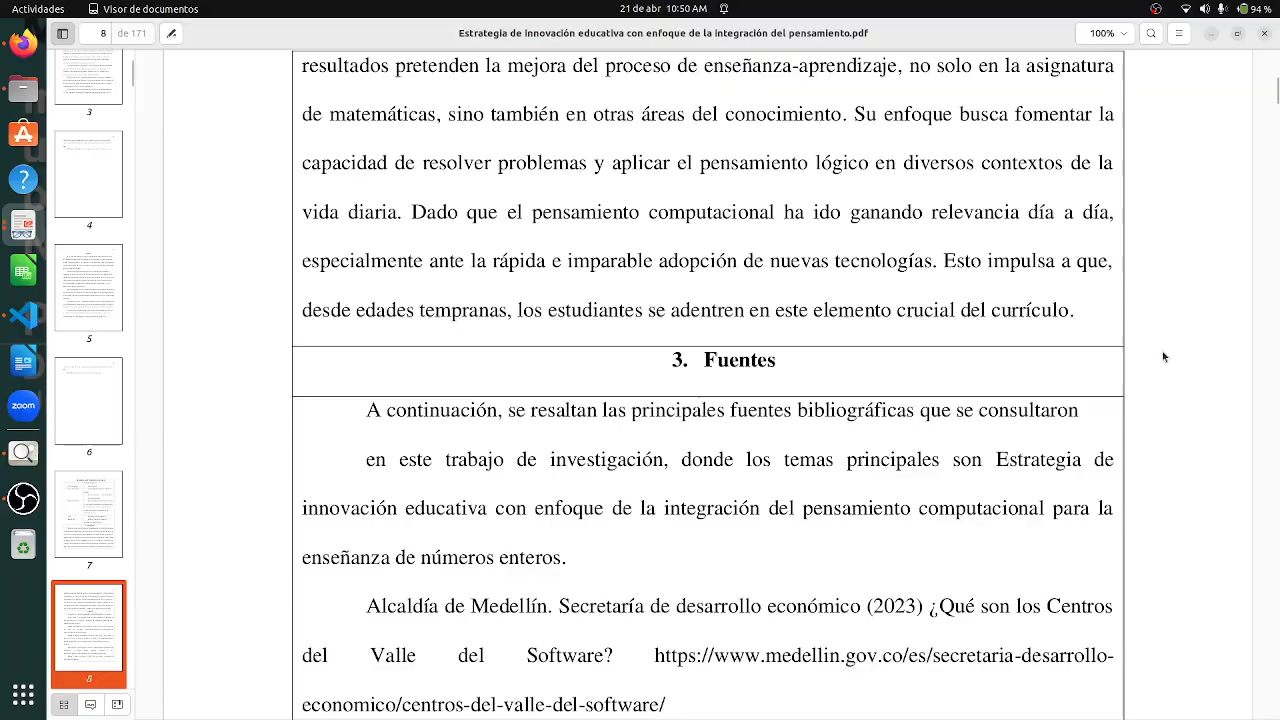 Actividades Visor de documentos 21 de abr 10:50 AM 94 %
8 de 171 Estrategia de innovación educativa con enfoque de la integración del pensamiento.pdf 100%
resultados promueven la mejora del proceso de enseñanza-aprendizaje, no solo en la asignatura
de matemáticas, sino también en otras áreas del conocimiento. Su enfoque busca fomentar la
capacidad de resolver problemas y aplicar el pensamiento lógico en diversos contextos de la
vida diaria. Dado que el pensamiento computacional ha ido ganando relevancia día a día,
especialmente ante la rápida e imparable adopción de nuevas tecnologías. Esto impulsa a que,
desde edades tempranas, los estudiantes se adentren en este elemento crucial del currículo.
3. Fuentes
A continuación, se resaltan las principales fuentes bibliográficas que se consultaron
en este trabajo de investigación, donde los temas principales son Estrategia de
innovación educativa con enfoque de la integración del pensamiento computacional para la
enseñanza de números enteros.
Alcaldía de Medellín. Secretaría de desarrollo económico (2023) ¿Qué son los Centros
del Valle del Software? https://www.medellin.gov.co/es/secretaria-desarrollo-
economico/centros-del-valle-del-software/
3
4
5
6
7
8
zoom